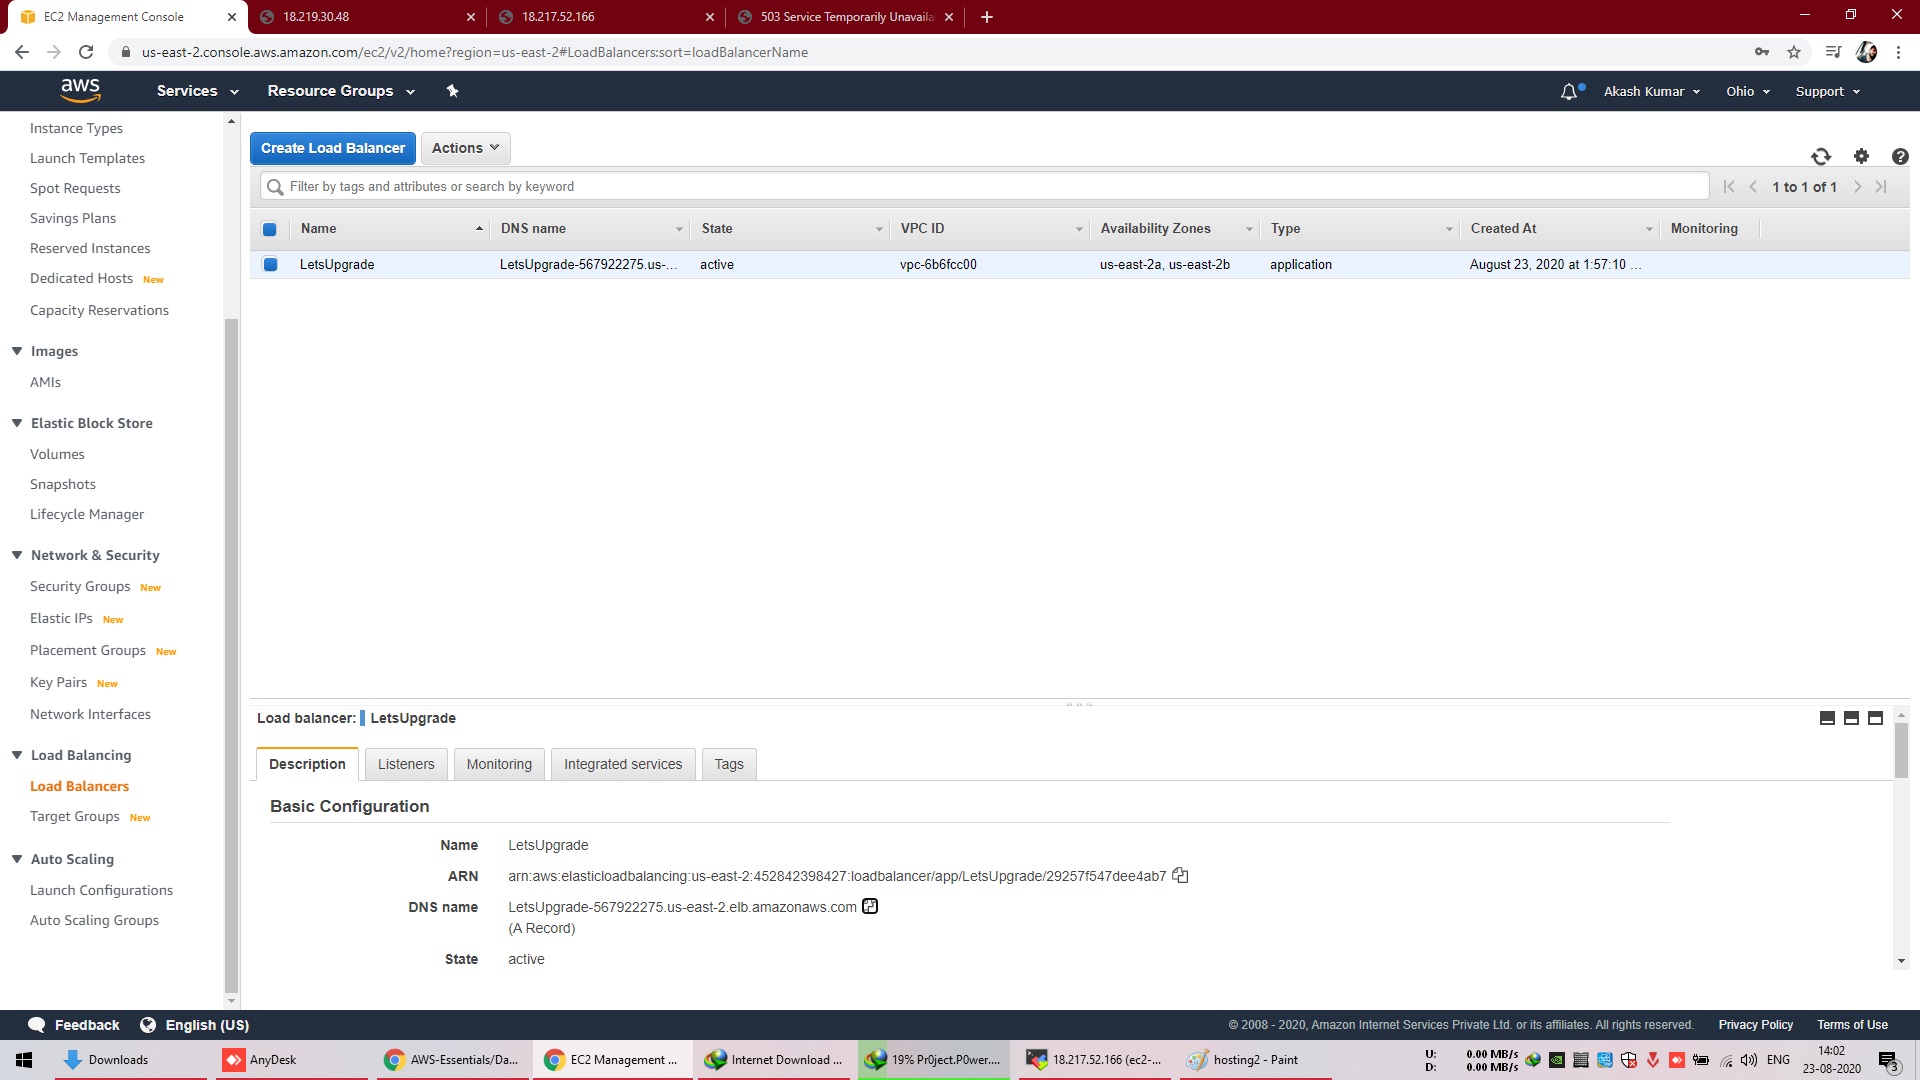 EC2 Management Console
18.219.30.48
18.217.52.166
503 Service Temporarily Unavaila
us-east-2.console.aws.amazon.com/ec2/v2/home?region=us-east-2#LoadBalancers:sort=loadBalancerName
aws
Services
Resource Groups
Akash Kumar
Ohio
Support
Instance Types
Launch Templates
Spot Requests
Savings Plans
Reserved Instances
Dedicated Hosts New
Capacity Reservations
Images
AMIs
Elastic Block Store
Volumes
Snapshots
Lifecycle Manager
Network & Security
Security Groups New
Elastic IPs New
Placement Groups New
Key Pairs New
Network Interfaces
Load Balancing
Load Balancers
Target Groups New
Auto Scaling
Launch Configurations
Auto Scaling Groups
Create Load Balancer
Actions
Filter by tags and attributes or search by keyword
1 to 1 of 1
Name DNS name State VPC ID Availability Zones Type Created At Monitoring
LetsUpgrade LetsUpgrade-567922275.us-... active vpc-6b6fcc00 us-east-2a, us-east-2b application August 23, 2020 at 1:57:10 ...
Load balancer: LetsUpgrade
Description Listeners Monitoring Integrated services Tags
Basic Configuration
Name LetsUpgrade
ARN arn:aws:elasticloadbalancing:us-east-2:452842398427:loadbalancer/app/LetsUpgrade/29257f547dee4ab7
DNS name LetsUpgrade-567922275.us-east-2.elb.amazonaws.com
(A Record)
State active
Feedback English (US)
© 2008 - 2020, Amazon Internet Services Private Ltd. or its affiliates. All rights reserved. Privacy Policy Terms of Use
Downloads
AnyDesk
AWS-Essentials/Da...
EC2 Management ...
Internet Download ...
19% Pr0ject.P0wer....
18.217.52.166 (ec2-...
hosting2 - Paint
U: 0.00 MB/s
D: 0.00 MB/s
ENG
14:02
23-08-2020
3